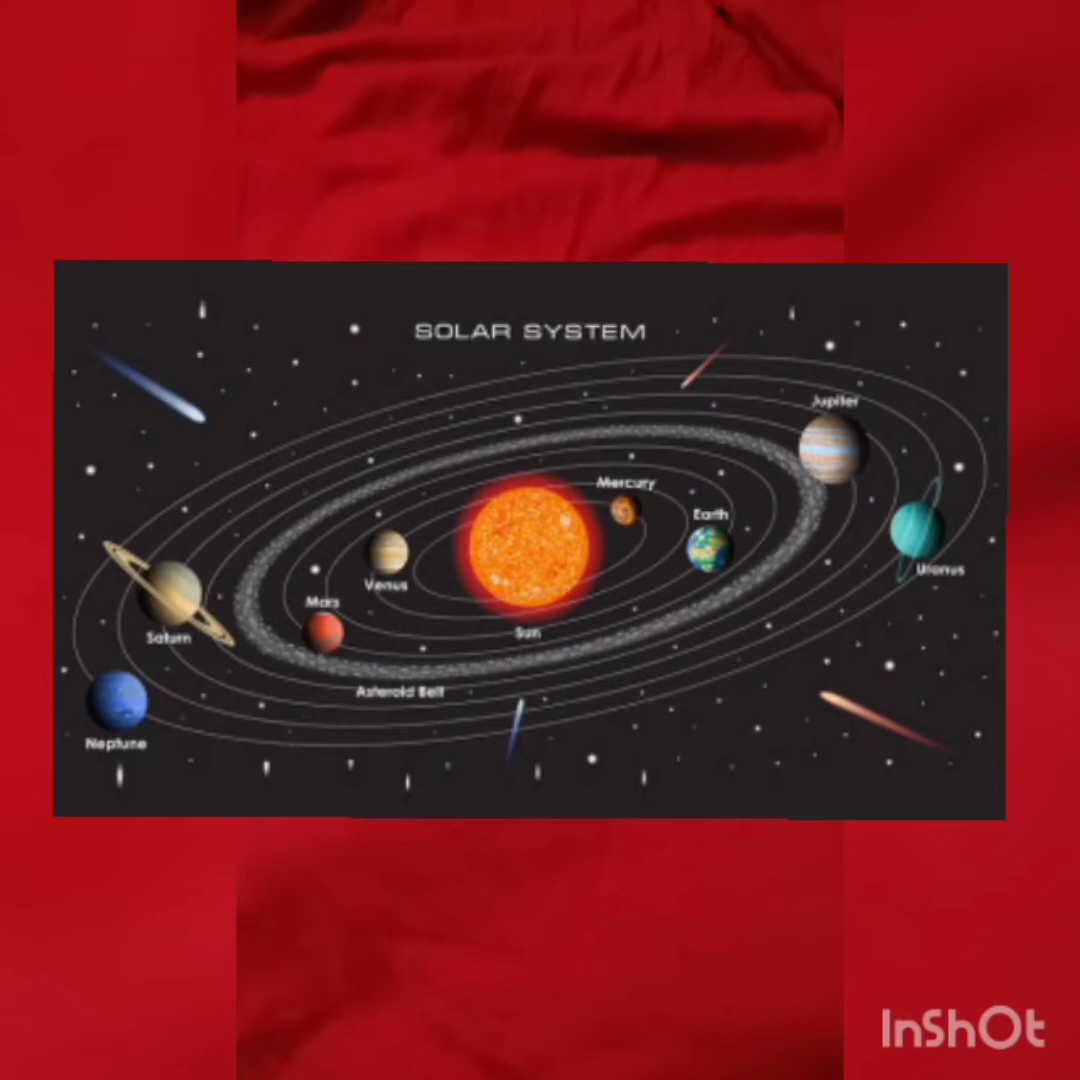 SOLAR SYSTEM
Jupiter
Mercury
Earth
Venus
Uranus
Mars
Sun
Saturn
Asteroid Belt
Neptune
InShOt